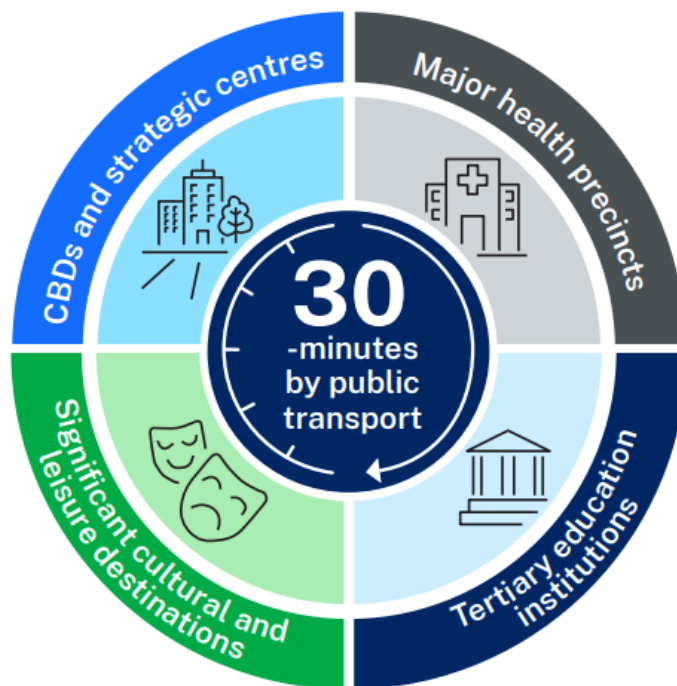 CBDs and strategic centres
Major health precincts
30
-minutes
by public
transport
Significant cultural and
leisure destinations
Tertiary education
institutions